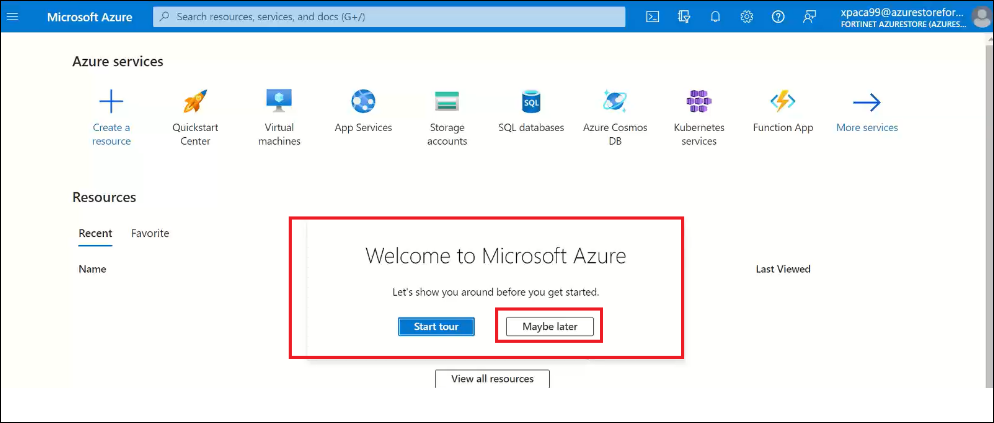 Microsoft Azure
Search resources, services, and docs (G+/)
xpaca99@azurestorefor...
FORTINET AZURESTORE (AZURES...
Azure services
Create a
resource
Quickstart
Center
Virtual
machines
App Services
Storage
accounts
SQL
SQL databases
Azure Cosmos
DB
Kubernetes
services
Function App
More services
Resources
Recent
Favorite
Name
Last Viewed
Welcome to Microsoft Azure
Let's show you around before you get started.
Start tour
Maybe later
View all resources